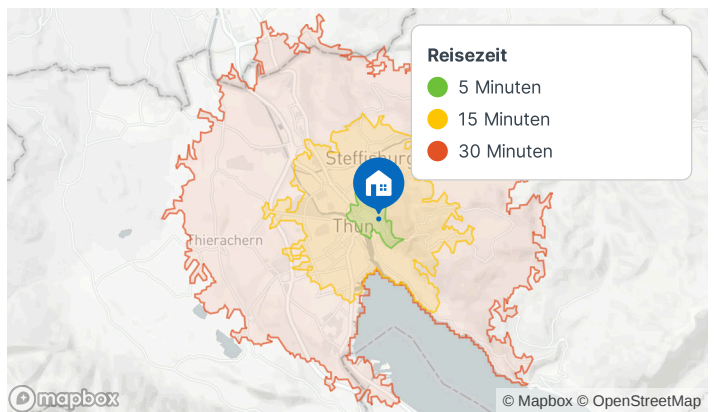 Reisezeit
5 Minuten
15 Minuten
30 Minuten
Steffisburg
Thun
Thierachern
mapbox
© Mapbox © OpenStreetMap